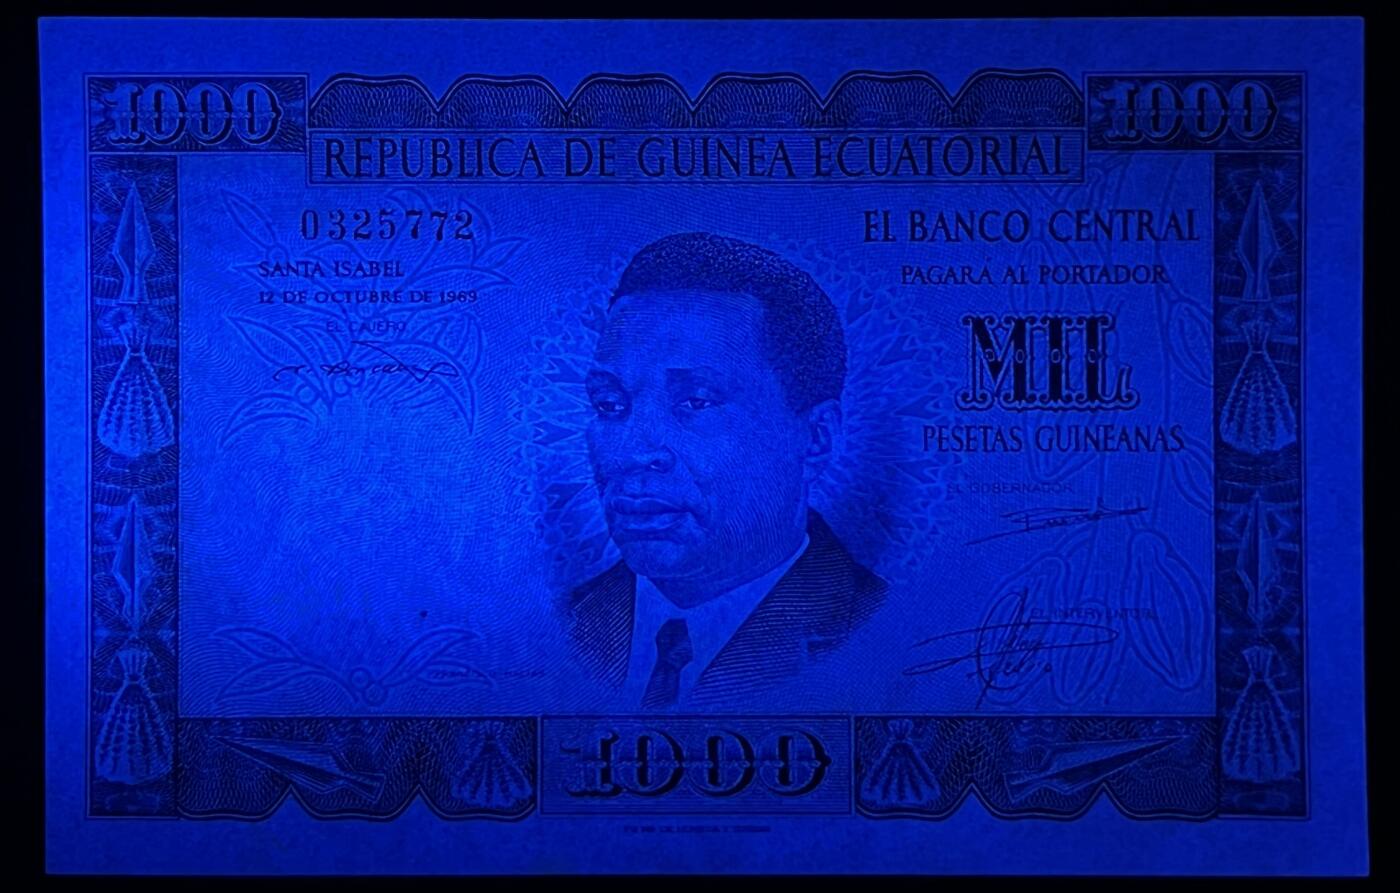 1000
1000
REPUBLICA DE GUINEA ECUATORIAL
0325772
SANTA ISABEL
12 DE OCTUBRE DE 1969
EL CAJERO
EL BANCO CENTRAL
PAGARÁ AL PORTADOR
MIL
PESETAS GUINEANAS
EL GOBERNADOR
EL INTERVENTOR
1000